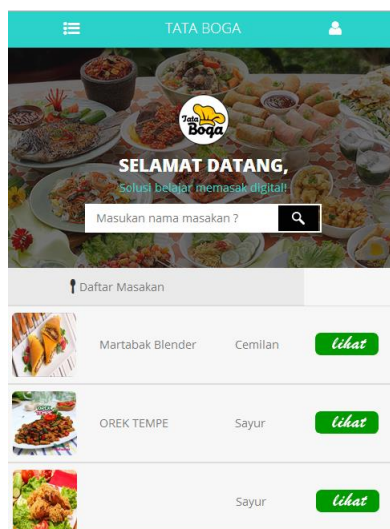 TATA BOGA
Tata
Boga
SELAMAT DATANG,
Solusi belajar memasak digital!
Masukan nama masakan ?
Daftar Masakan
Martabak Blender Cemilan lihat
OREK TEMPE Sayur lihat
Sayur lihat